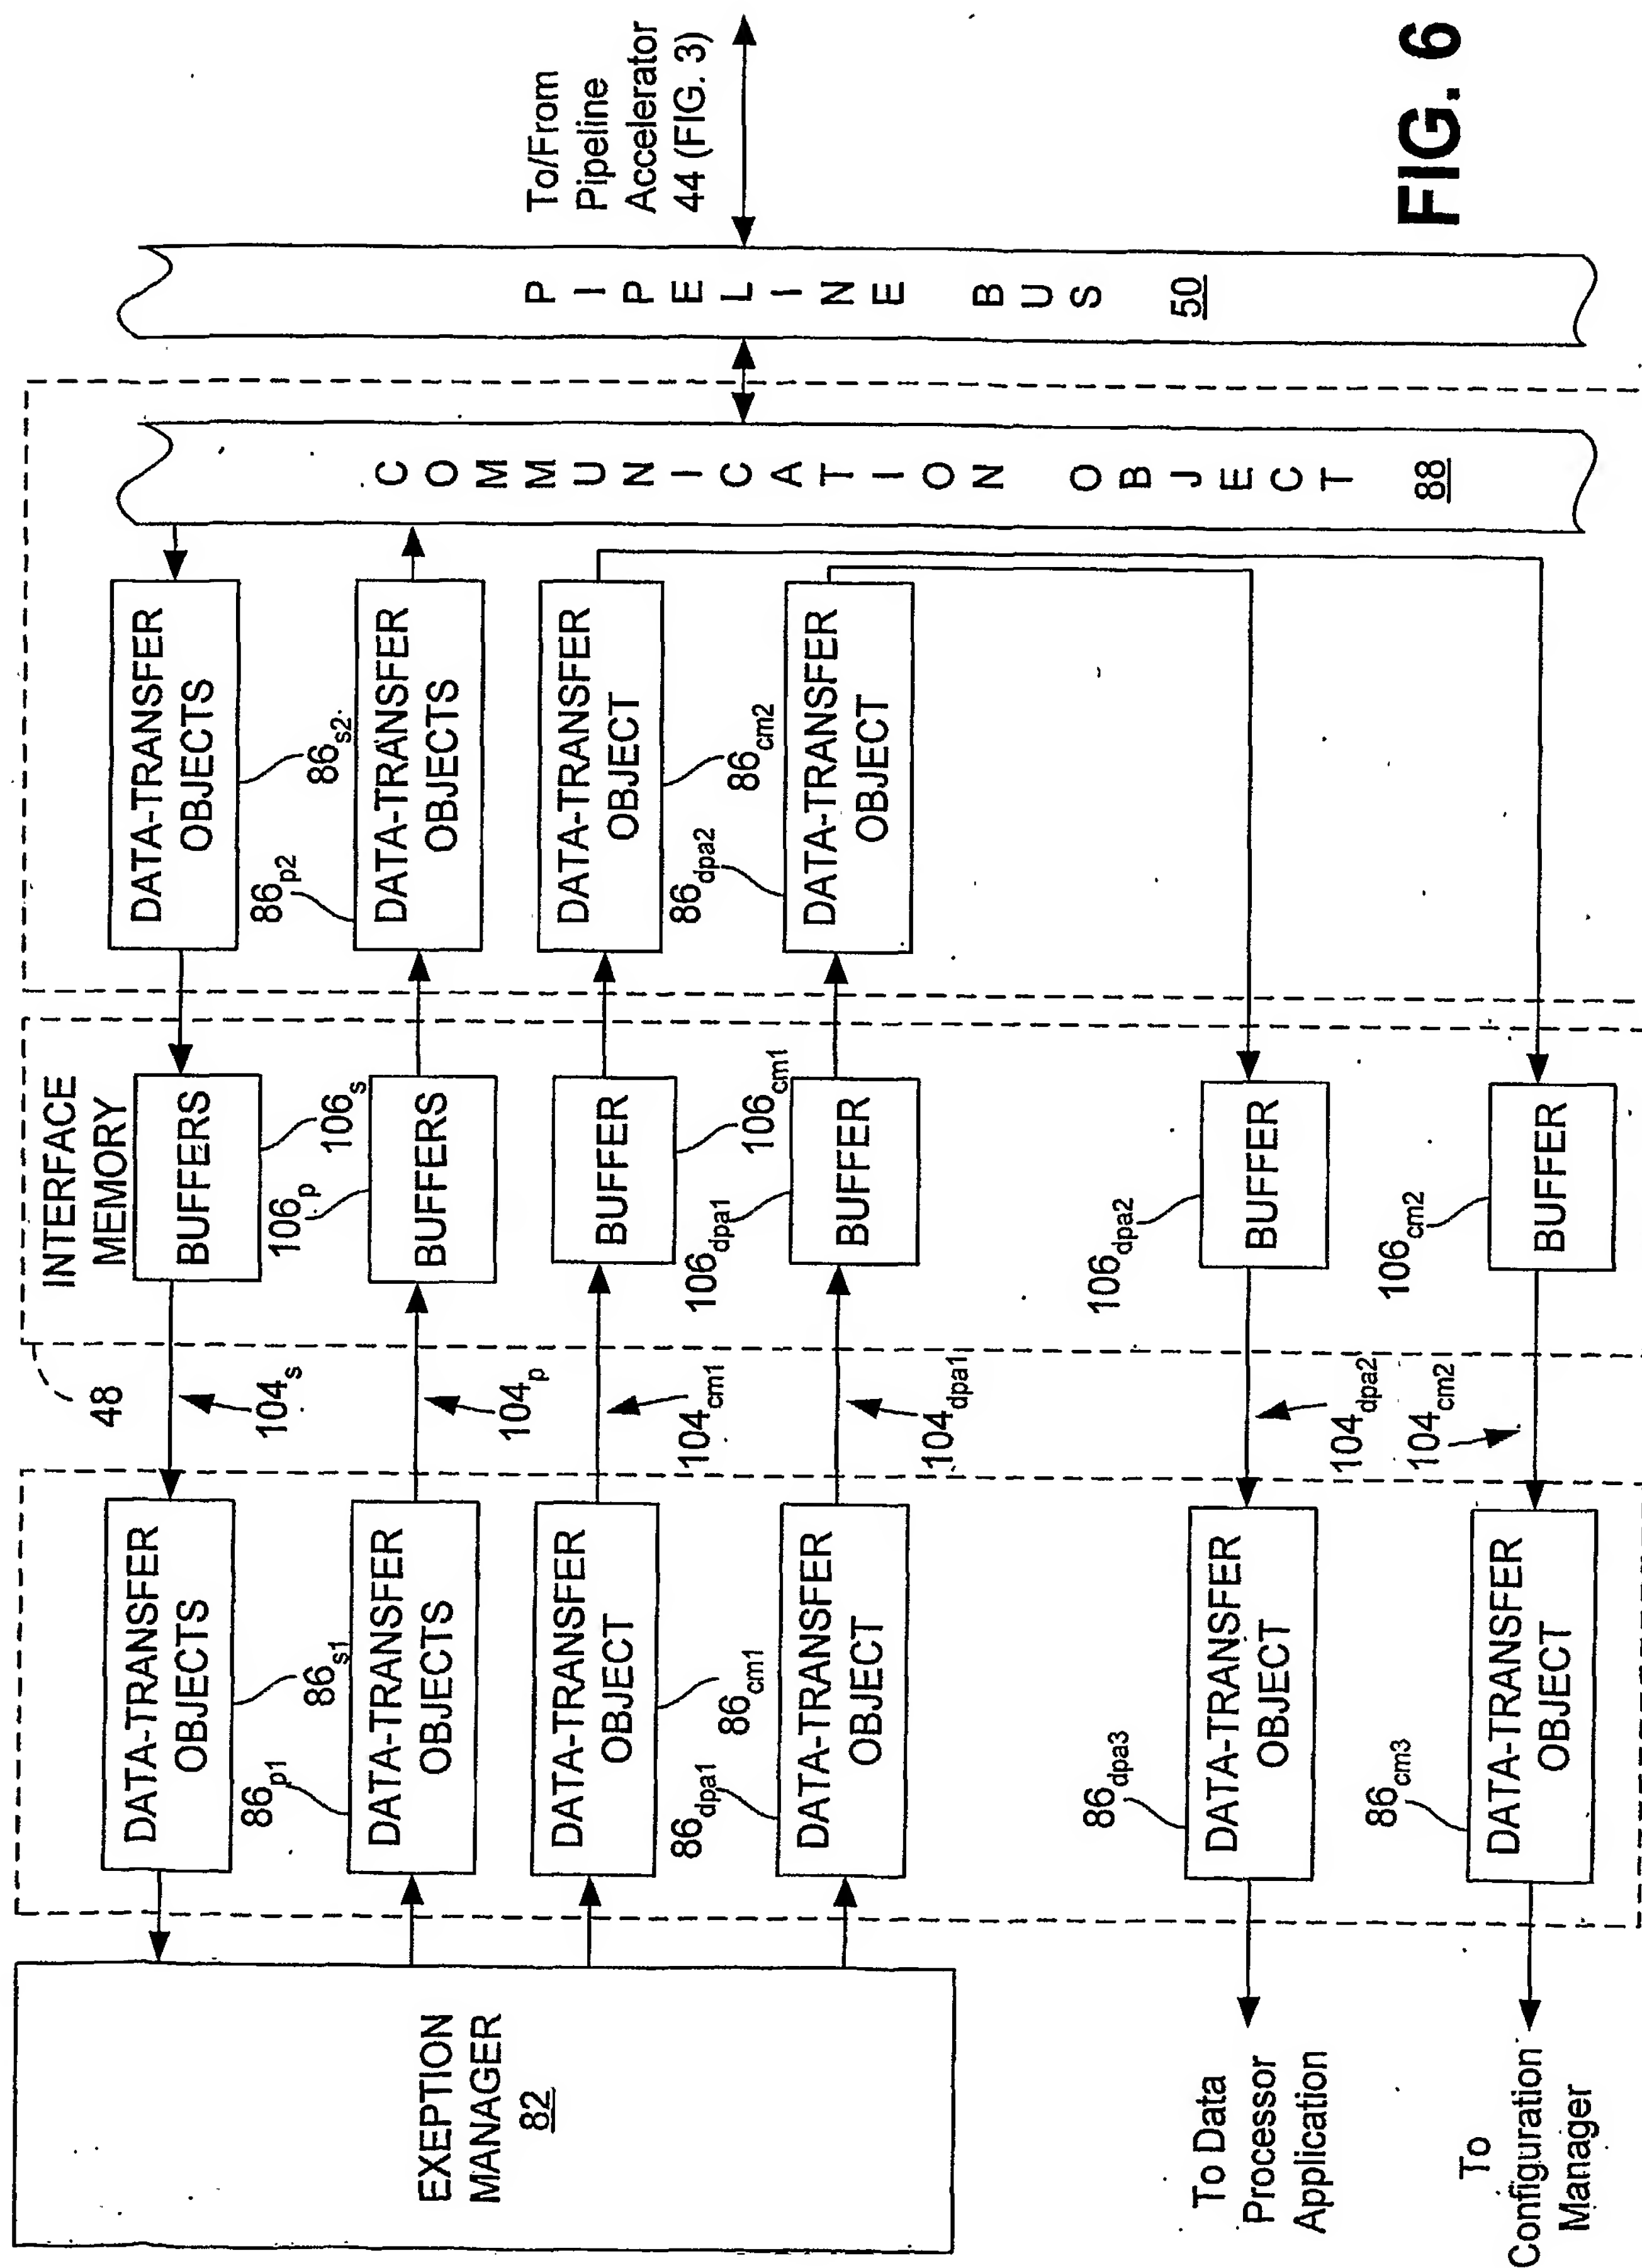 EXEPTION
MANAGER
82
To Data
Processor
Application
To
Configuration
Manager
DATA-TRANSFER
OBJECTS
86s1
86p1
DATA-TRANSFER
OBJECTS
DATA-TRANSFER
OBJECT
86cm1
86dpa1
DATA-TRANSFER
OBJECT
86dpa3
DATA-TRANSFER
OBJECT
86cm3
DATA-TRANSFER
OBJECT
48
104s
104p
104cm1
104dpa1
104dpa2
104cm2
INTERFACE
MEMORY
BUFFERS
106s
106p
BUFFERS
BUFFER
106cm1
106dpa1
BUFFER
106dpa2
BUFFER
106cm2
BUFFER
DATA-TRANSFER
OBJECTS
86s2
86p2
DATA-TRANSFER
OBJECTS
DATA-TRANSFER
OBJECT
86cm2
86dpa2
DATA-TRANSFER
OBJECT
COMMUNICATION OBJECT
88
PIPELINE BUS
50
To/From
Pipeline
Accelerator
44 (FIG. 3)
FIG. 6